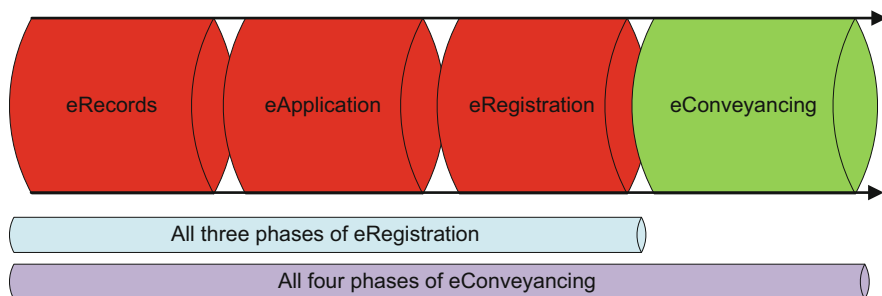 eRecords
eApplication
eRegistration
eConveyancing
All three phases of eRegistration
All four phases of eConveyancing